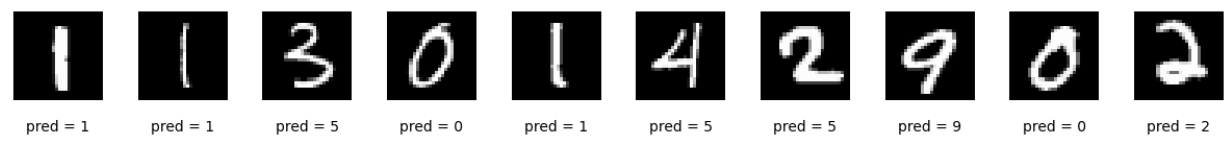 1 1 3 0 1 4 2 9 0 2
pred = 1 pred = 1 pred = 5 pred = 0 pred = 1 pred = 5 pred = 5 pred = 9 pred = 0 pred = 2